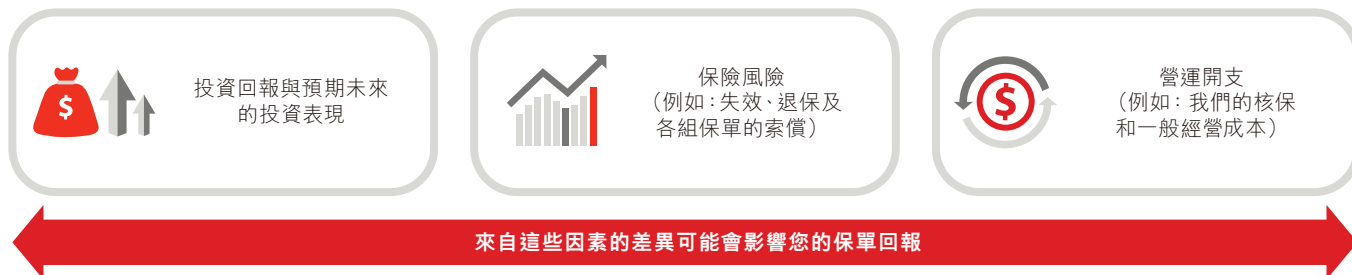 投資回報與預期未來
的投資表現
保險風險
（例如：失效、退保及
各組保單的索償）
營運開支
（例如：我們的核保
和一般經營成本）
$
$
來自這些因素的差異可能會影響您的保單回報